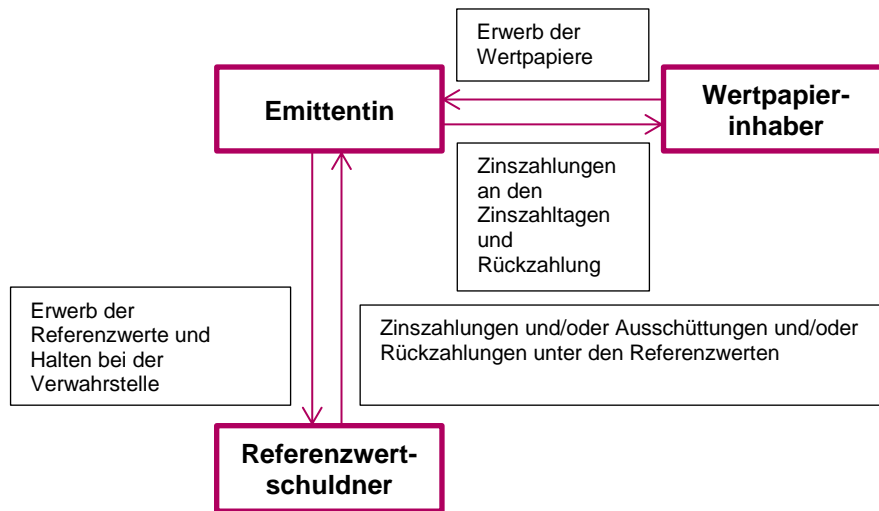 Erwerb der
Wertpapiere
Emittentin
Wertpapier-
inhaber
Zinszahlungen
an den
Zinszahltagen
und
Rückzahlung
Erwerb der
Referenzwerte und
Halten bei der
Verwahrstelle
Zinszahlungen und/oder Ausschüttungen und/oder
Rückzahlungen unter den Referenzwerten
Referenzwert-
schuldner